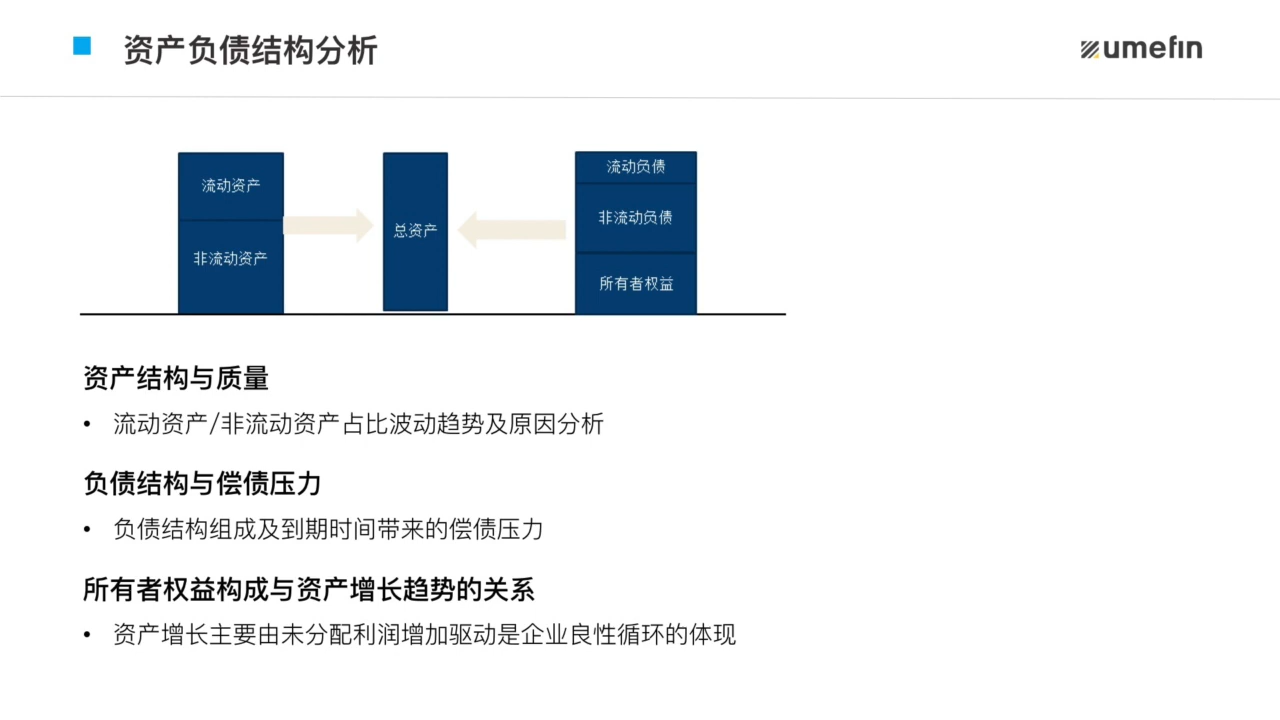 资产负债结构分析
umefin
流动资产
非流动资产
总资产
流动负债
非流动负债
所有者权益
资产结构与质量
• 流动资产/非流动资产占比波动趋势及原因分析
负债结构与偿债压力
• 负债结构组成及到期时间带来的偿债压力
所有者权益构成与资产增长趋势的关系
• 资产增长主要由未分配利润增加驱动是企业良性循环的体现